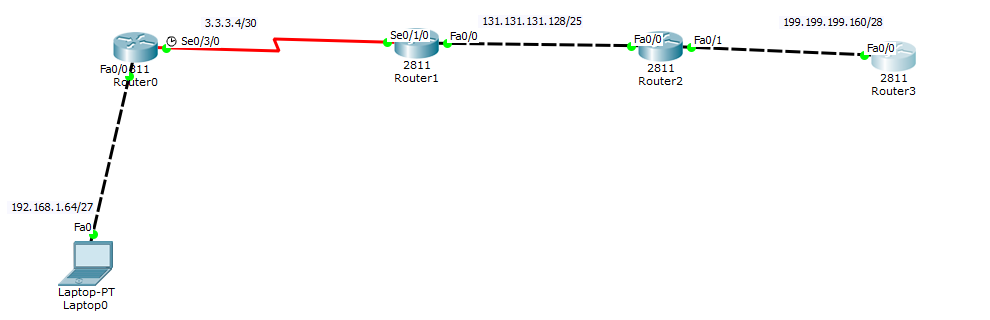 3.3.3.4/30
131.131.131.128/25
199.199.199.160/28
Se0/3/0
Se0/1/0
Fa0/0
Fa0/0
Fa0/1
Fa0/0
Fa0/0
2811
Router0
2811
Router1
2811
Router2
2811
Router3
192.168.1.64/27
Fa0
Laptop-PT
Laptop0